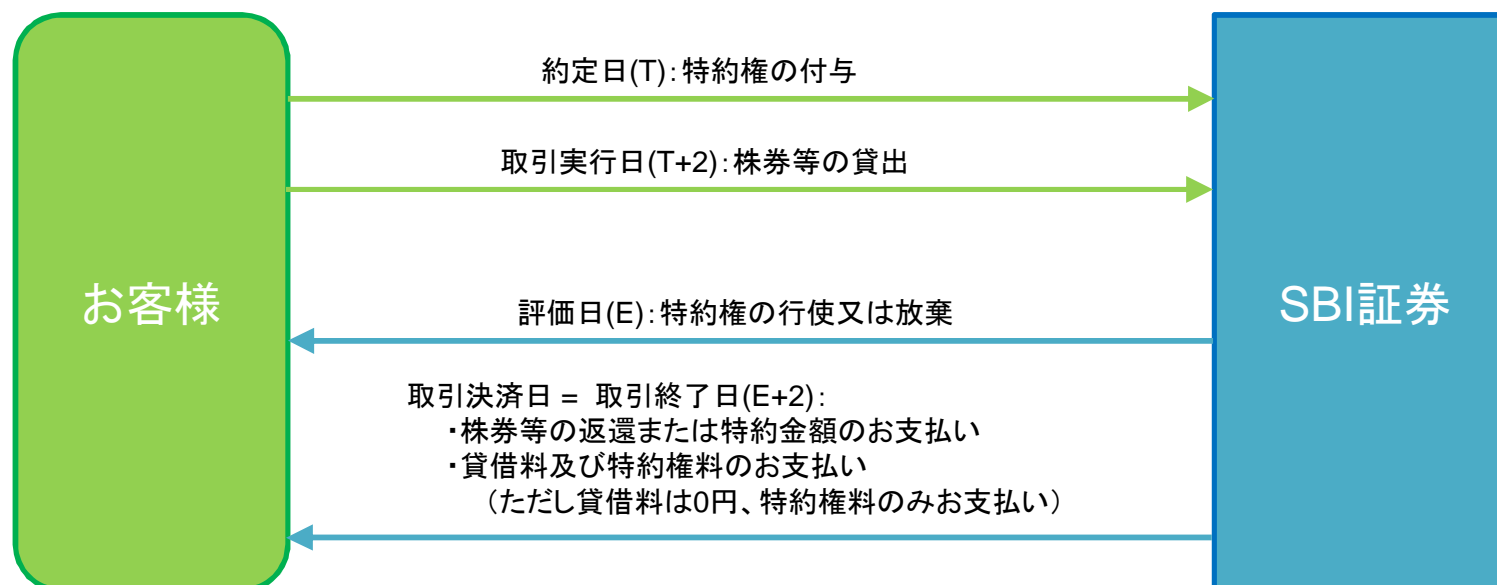 約定日(T):特約権の付与
取引実行日(T+2):株券等の貸出
お客様
SBI証券
評価日(E):特約権の行使又は放棄
取引決済日 = 取引終了日(E+2):
・株券等の返還または特約金額のお支払い
・貸借料及び特約権料のお支払い
（ただし貸借料は0円、特約権料のみお支払い）